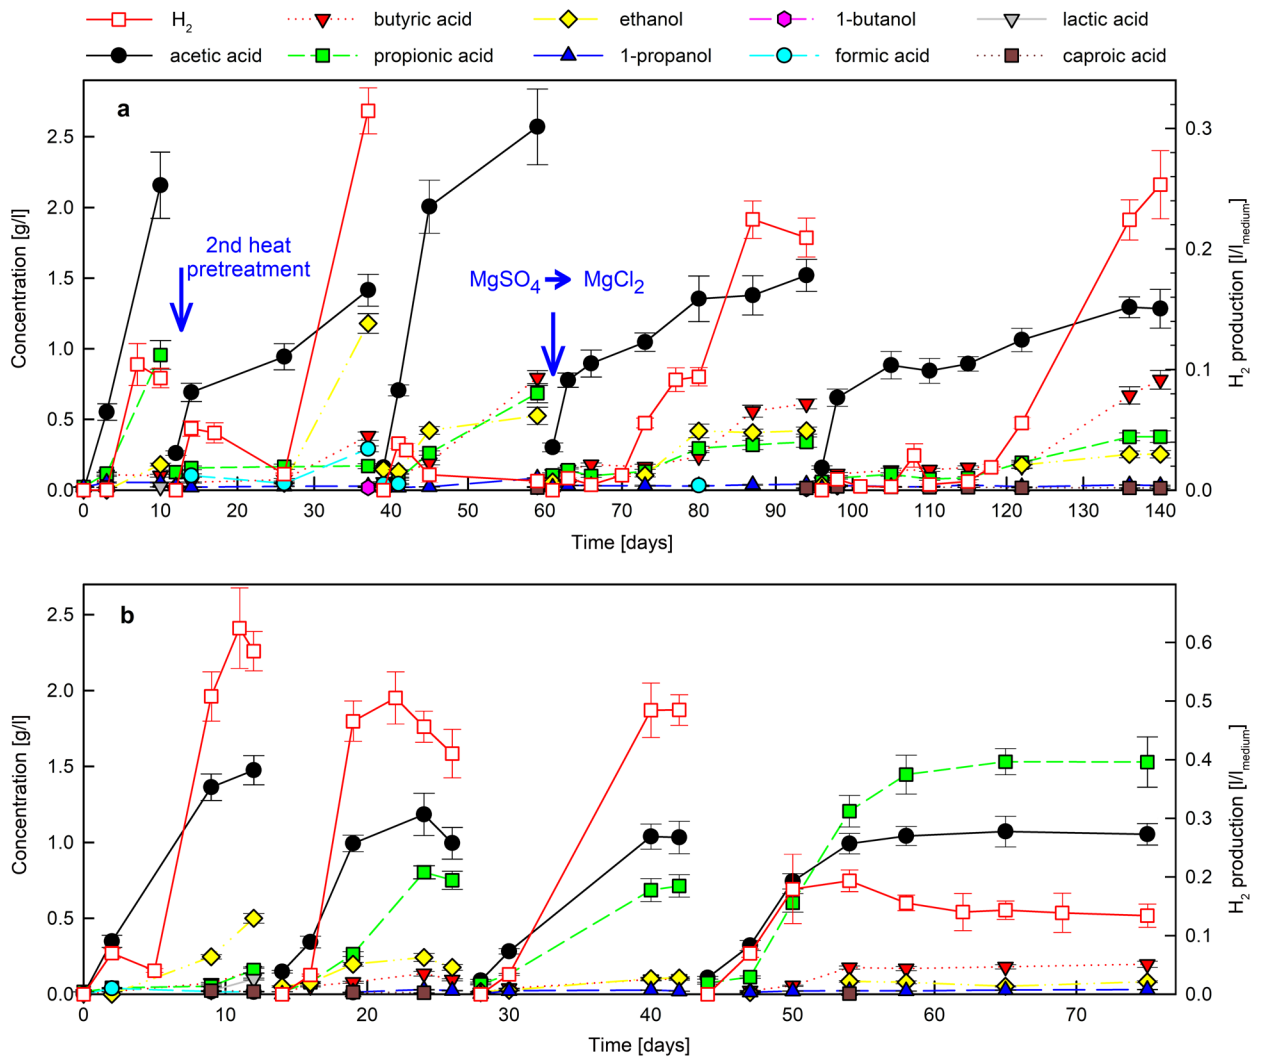 H2 butyric acid ethanol 1-butanol lactic acid
acetic acid propionic acid 1-propanol formic acid caproic acid
a
2.5
2.0
1.5
1.0
0.5
0.0
Concentration [g/l]
2nd heat
pretreatment
MgSO4 MgCl2
0.3
0.2
0.1
0.0
H2 production [l/lmedium]
0 10 20 30 40 50 60 70 80 90 100 110 120 130 140
Time [days]
b
2.5
2.0
1.5
1.0
0.5
0.0
Concentration [g/l]
0.6
0.5
0.4
0.3
0.2
0.1
0.0
H2 production [l/lmedium]
0 10 20 30 40 50 60 70
Time [days]